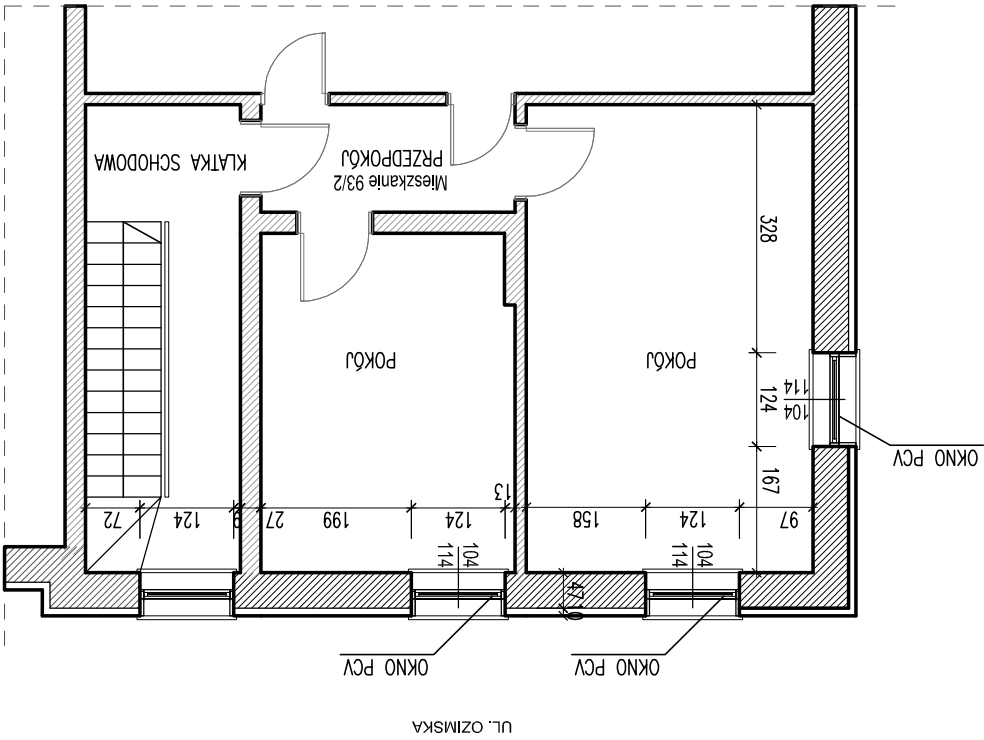 UL. OZIMSKA
OKNO PCV
OKNO PCV
47 10
104
114
104
114
97 124 158 13 124 199 27 9 124 72
167
OKNO PCV
104
114
124
POKÓJ
POKÓJ
328
Mieszkanie 93/2
PRZEDPOKÓJ
KLATKA SCHODOWA